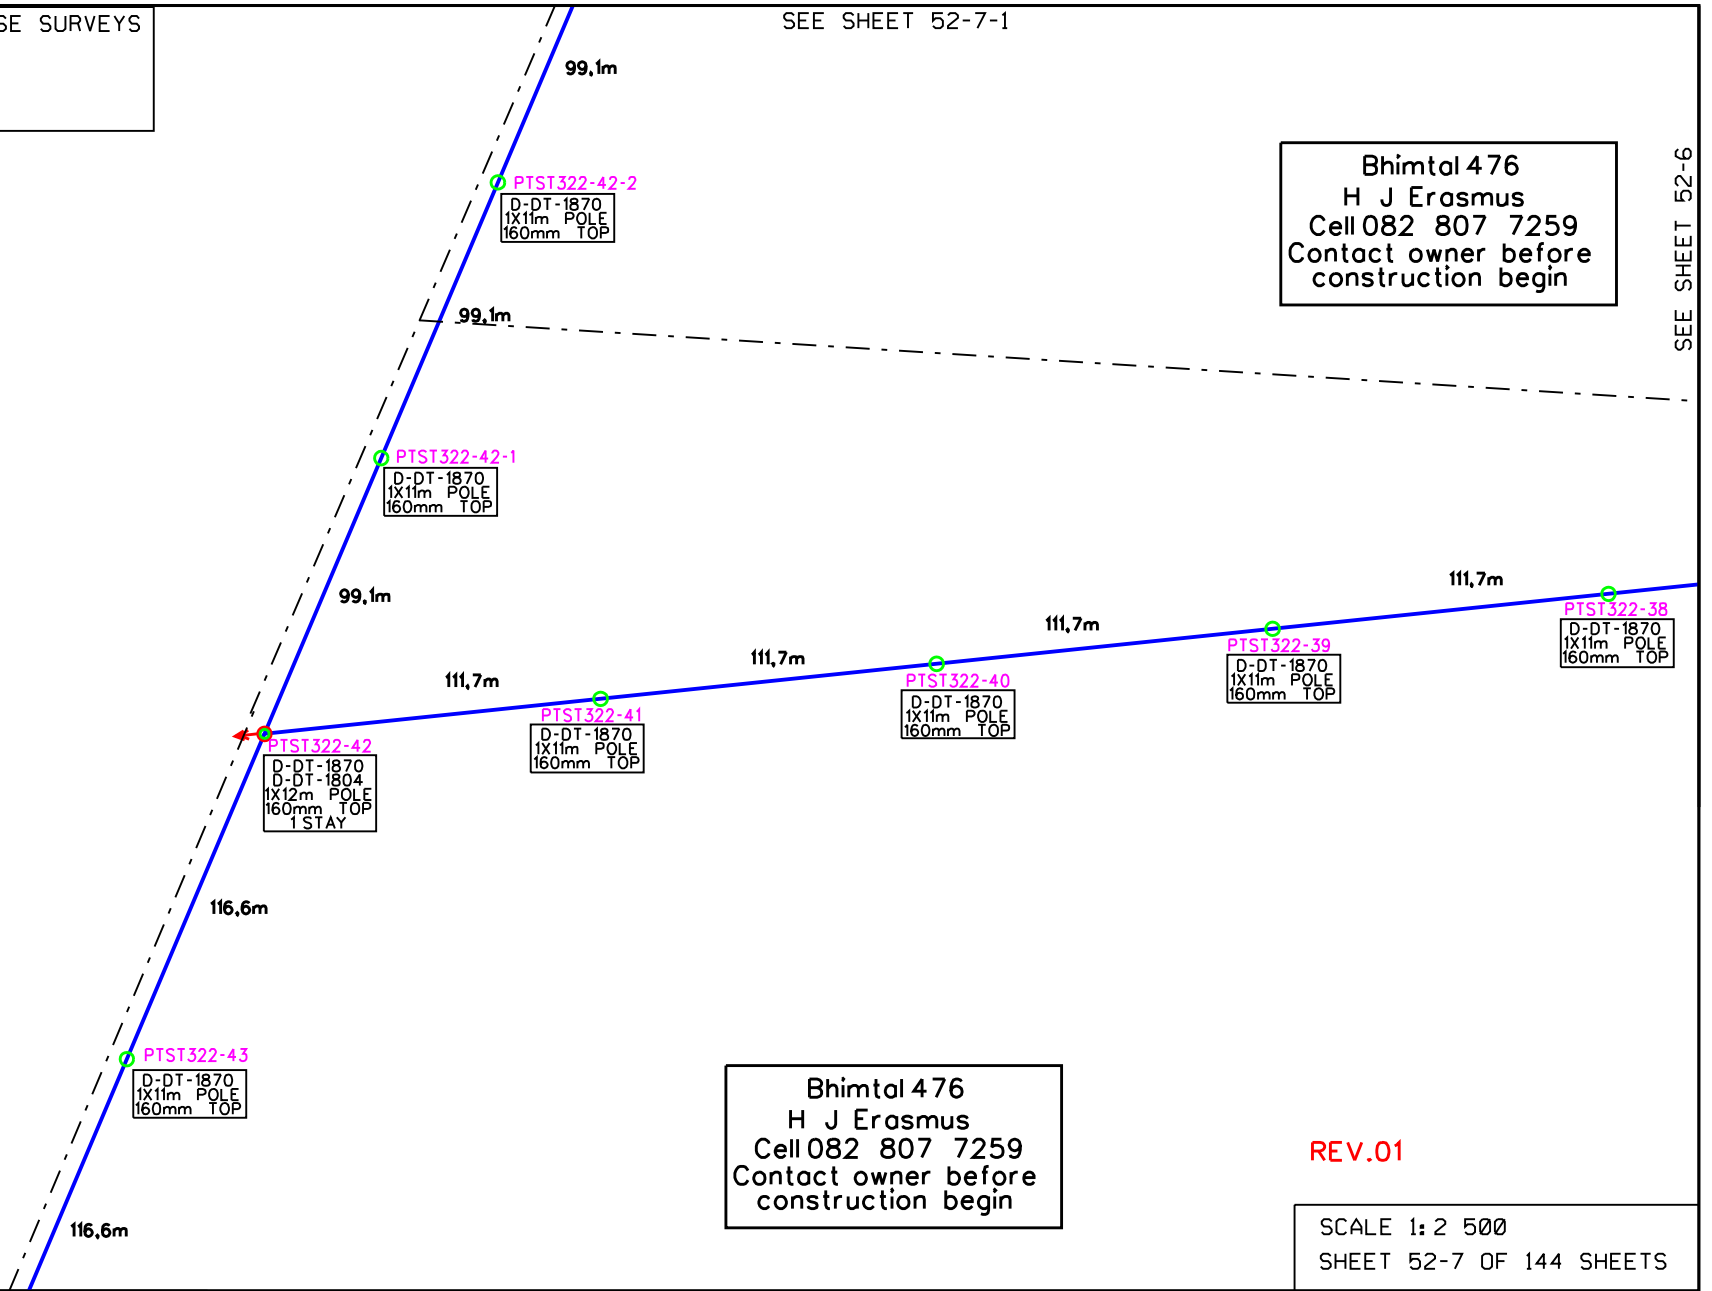 SE SURVEYS
SEE SHEET 52-7-1
99,1m
PTST322-42-2
D-DT-1870
1X11m POLE
160mm TOP
Bhimtal 476
H J Erasmus
Cell 082 807 7259
Contact owner before
construction begin
SEE SHEET 52-6
99,1m
PTST322-42-1
D-DT-1870
1X11m POLE
160mm TOP
99,1m
111,7m
PTST322-38
D-DT-1870
1X11m POLE
160mm TOP
111,7m
PTST322-39
D-DT-1870
1X11m POLE
160mm TOP
111,7m
PTST322-40
D-DT-1870
1X11m POLE
160mm TOP
111,7m
PTST322-41
D-DT-1870
1X11m POLE
160mm TOP
PTST322-42
D-DT-1870
D-DT-1804
1X12m POLE
160mm TOP
1 STAY
116,6m
PTST322-43
D-DT-1870
1X11m POLE
160mm TOP
116,6m
Bhimtal 476
H J Erasmus
Cell 082 807 7259
Contact owner before
construction begin
REV.01
SCALE 1:2 500
SHEET 52-7 OF 144 SHEETS